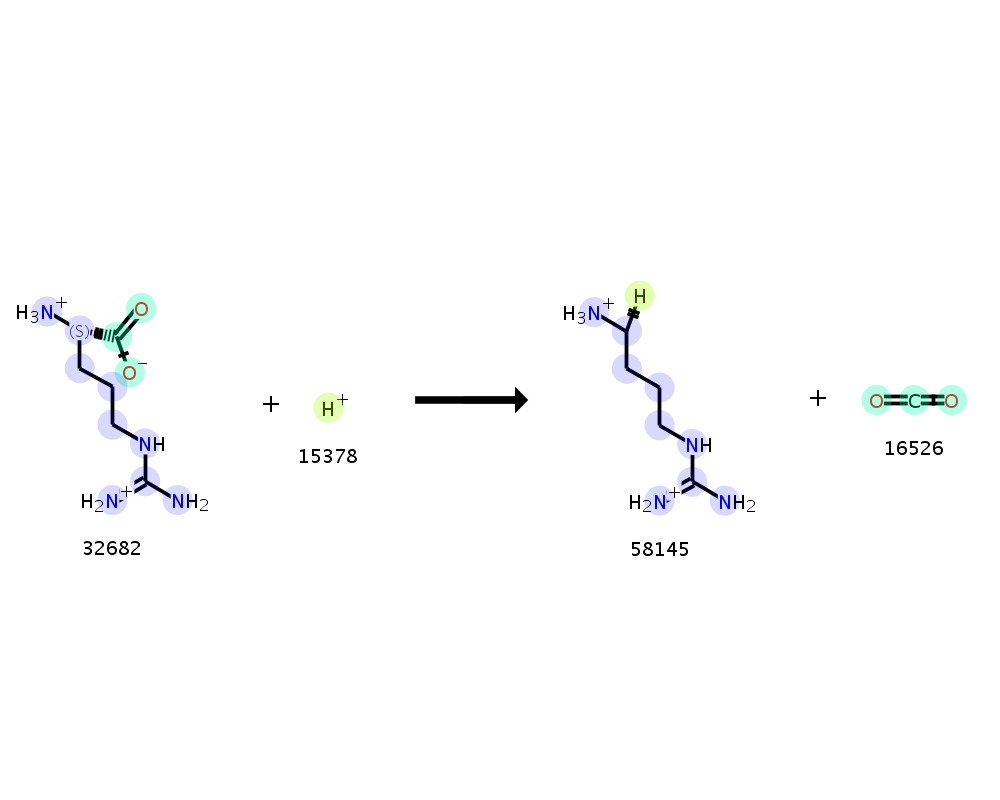 H₃N⁺ (S) O
O⁻
NH
H₂N⁺ NH₂
32682
+
H⁺
15378
H
H₃N⁺
NH
H₂N⁺ NH₂
58145
+
O C O
16526